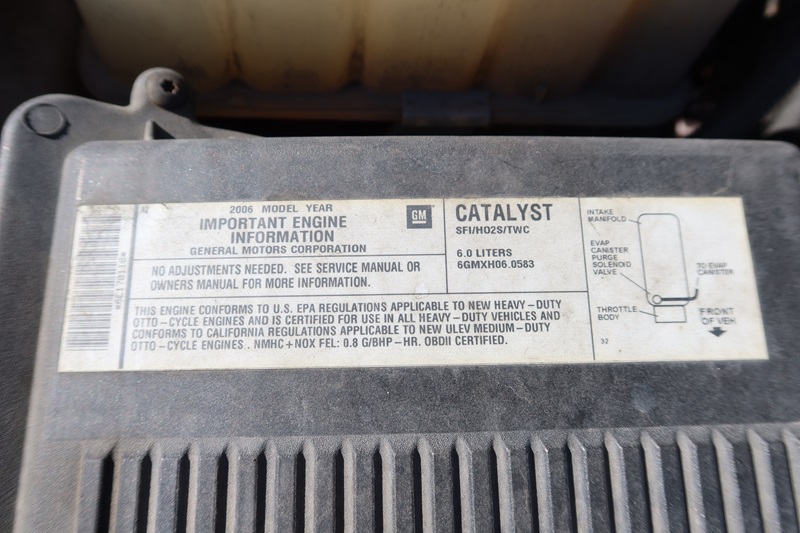 2006 MODEL YEAR
IMPORTANT ENGINE
INFORMATION
GENERAL MOTORS CORPORATION
GM
NO ADJUSTMENTS NEEDED. SEE SERVICE MANUAL OR
OWNERS MANUAL FOR MORE INFORMATION.
CATALYST
SFI/HO2S/TWC
6.0 LITERS
6GMXH06.0583
THIS ENGINE CONFORMS TO U.S. EPA REGULATIONS APPLICABLE TO NEW HEAVY-DUTY
OTTO-CYCLE ENGINES AND IS CERTIFIED FOR USE IN ALL HEAVY-DUTY VEHICLES AND
CONFORMS TO CALIFORNIA REGULATIONS APPLICABLE TO NEW ULEV MEDIUM-DUTY
OTTO-CYCLE ENGINES.. NMHC+NOX FEL: 0.8 G/BHP-HR. OBDII CERTIFIED.
INTAKE
MANIFOLD
EVAP
CANISTER
PURGE
SOLENOID
VALVE
TO EVAP
CANISTER
THROTTLE
BODY
FRONT
OF VEH
32